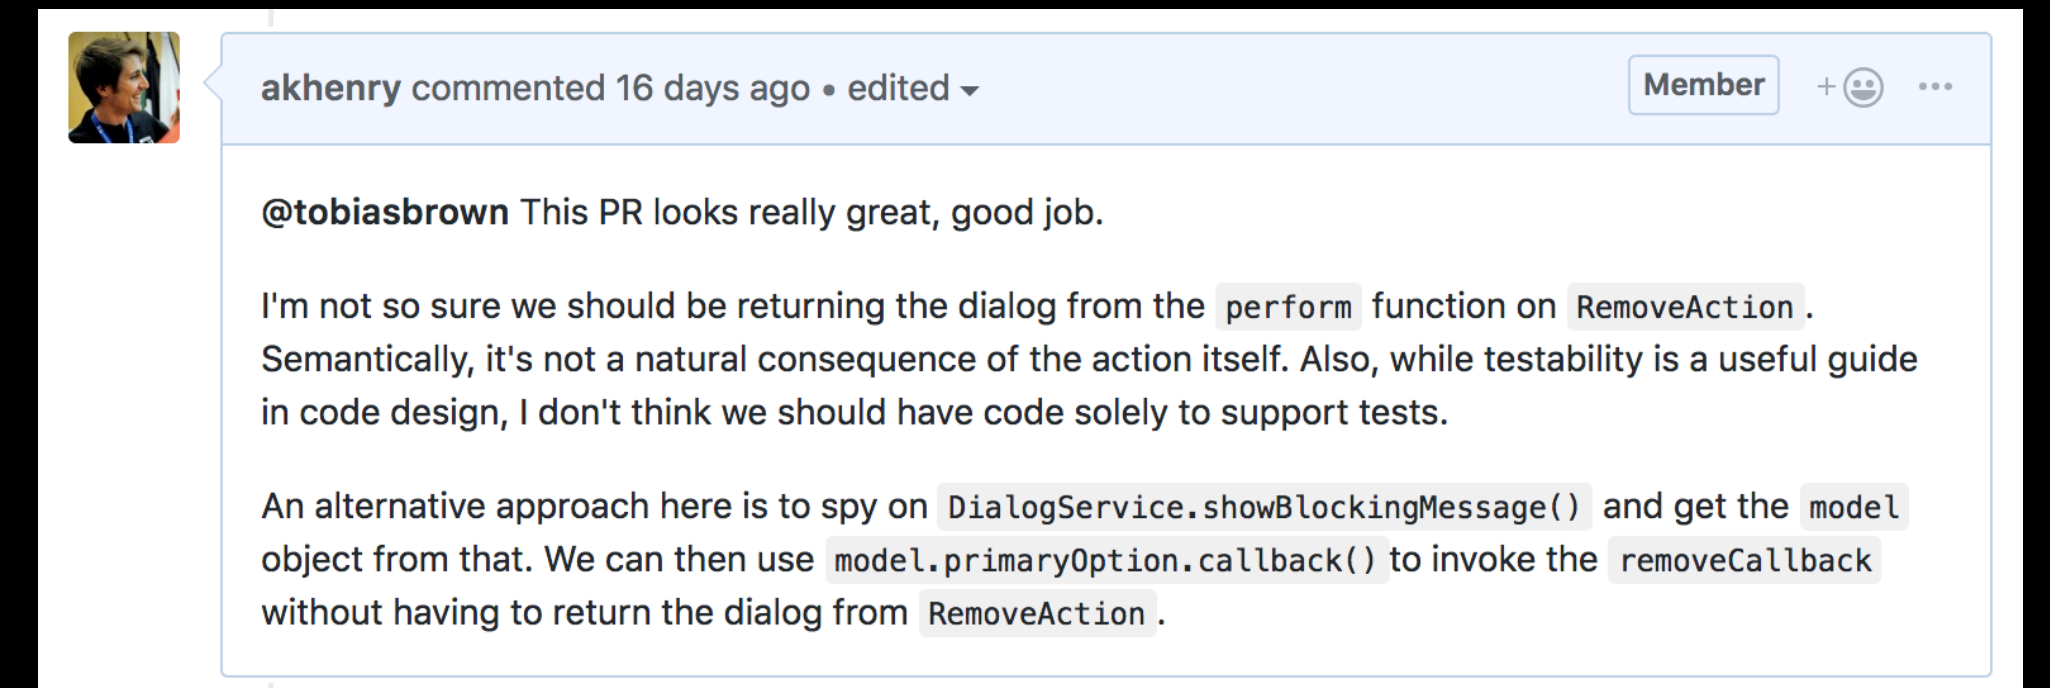 akhenry commented 16 days ago • edited
Member
@tobiasbrown This PR looks really great, good job.
I'm not so sure we should be returning the dialog from the perform function on RemoveAction.
Semantically, it's not a natural consequence of the action itself. Also, while testability is a useful guide
in code design, I don't think we should have code solely to support tests.
An alternative approach here is to spy on DialogService.showBlockingMessage() and get the model
object from that. We can then use model.primaryOption.callback() to invoke the removeCallback
without having to return the dialog from RemoveAction.